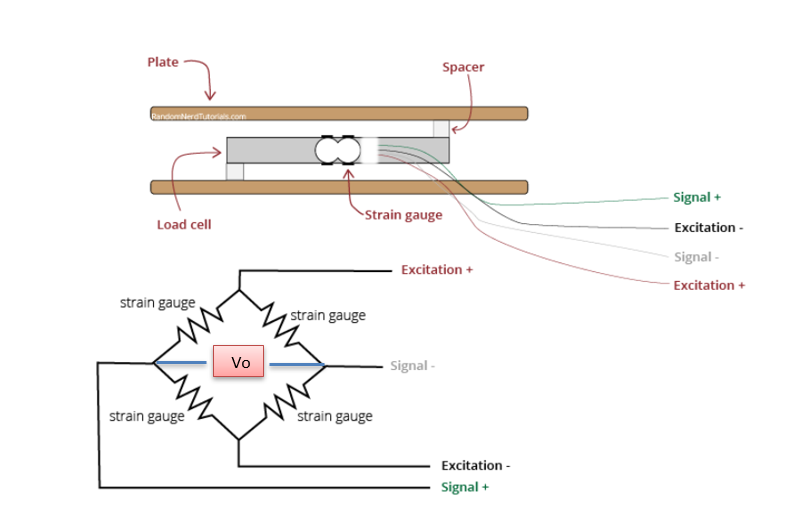 Plate
Spacer
RandomNerdTutorials.com
Load cell
Strain gauge
Signal +
Excitation -
Signal -
Excitation +
Excitation +
strain gauge
strain gauge
Vo
Signal -
strain gauge
strain gauge
Excitation -
Signal +